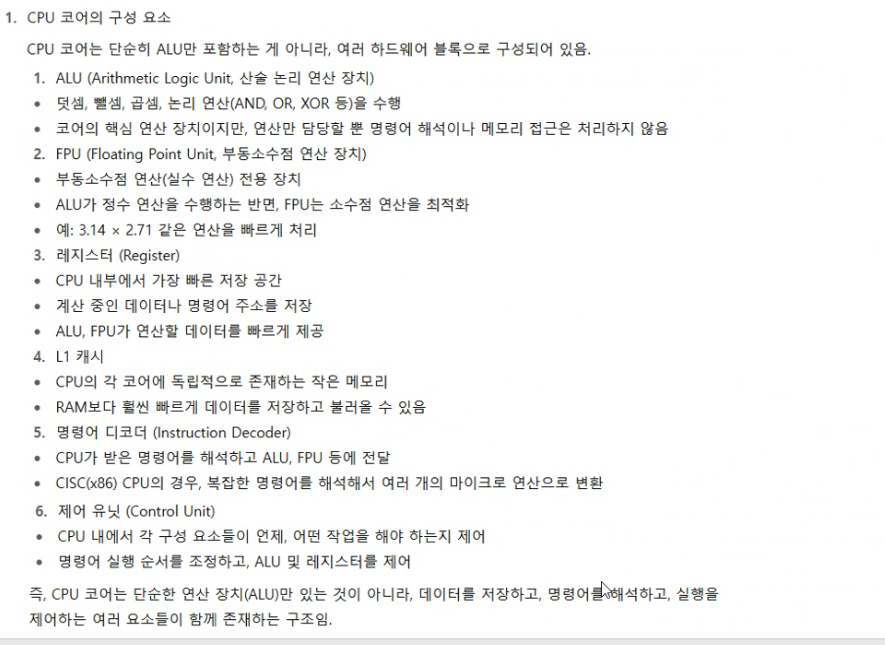 1. CPU 코어의 구성 요소
CPU 코어는 단순히 ALU만 포함하는 게 아니라, 여러 하드웨어 블록으로 구성되어 있음.
1. ALU (Arithmetic Logic Unit, 산술 논리 연산 장치)
• 덧셈, 뺄셈, 곱셈, 논리 연산(AND, OR, XOR 등)을 수행
• 코어의 핵심 연산 장치이지만, 연산만 담당할 뿐 명령어 해석이나 메모리 접근은 처리하지 않음
2. FPU (Floating Point Unit, 부동소수점 연산 장치)
• 부동소수점 연산(실수 연산) 전용 장치
• ALU가 정수 연산을 수행하는 반면, FPU는 소수점 연산을 최적화
• 예: 3.14 × 2.71 같은 연산을 빠르게 처리
3. 레지스터 (Register)
• CPU 내부에서 가장 빠른 저장 공간
• 계산 중인 데이터나 명령어 주소를 저장
• ALU, FPU가 연산할 데이터를 빠르게 제공
4. L1 캐시
• CPU의 각 코어에 독립적으로 존재하는 작은 메모리
• RAM보다 훨씬 빠르게 데이터를 저장하고 불러올 수 있음
5. 명령어 디코더 (Instruction Decoder)
• CPU가 받은 명령어를 해석하고 ALU, FPU 등에 전달
• CISC(x86) CPU의 경우, 복잡한 명령어를 해석해서 여러 개의 마이크로 연산으로 변환
6. 제어 유닛 (Control Unit)
• CPU 내에서 각 구성 요소들이 언제, 어떤 작업을 해야 하는지 제어
• 명령어 실행 순서를 조정하고, ALU 및 레지스터를 제어
즉, CPU 코어는 단순한 연산 장치(ALU)만 있는 것이 아니라, 데이터를 저장하고, 명령어를 해석하고, 실행을
제어하는 여러 요소들이 함께 존재하는 구조임.